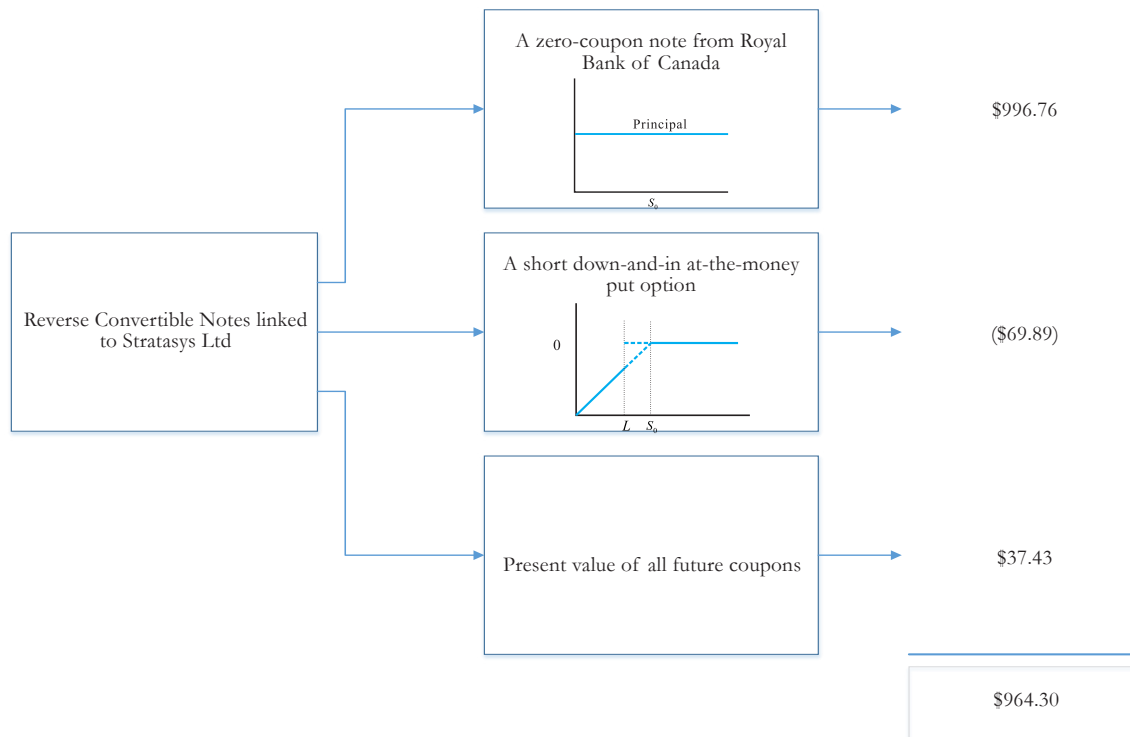 A zero-coupon note from Royal
Bank of Canada
Principal
S₀
$996.76
Reverse Convertible Notes linked
to Stratasys Ltd
A short down-and-in at-the-money
put option
0
L S₀
($69.89)
Present value of all future coupons
$37.43
$964.30